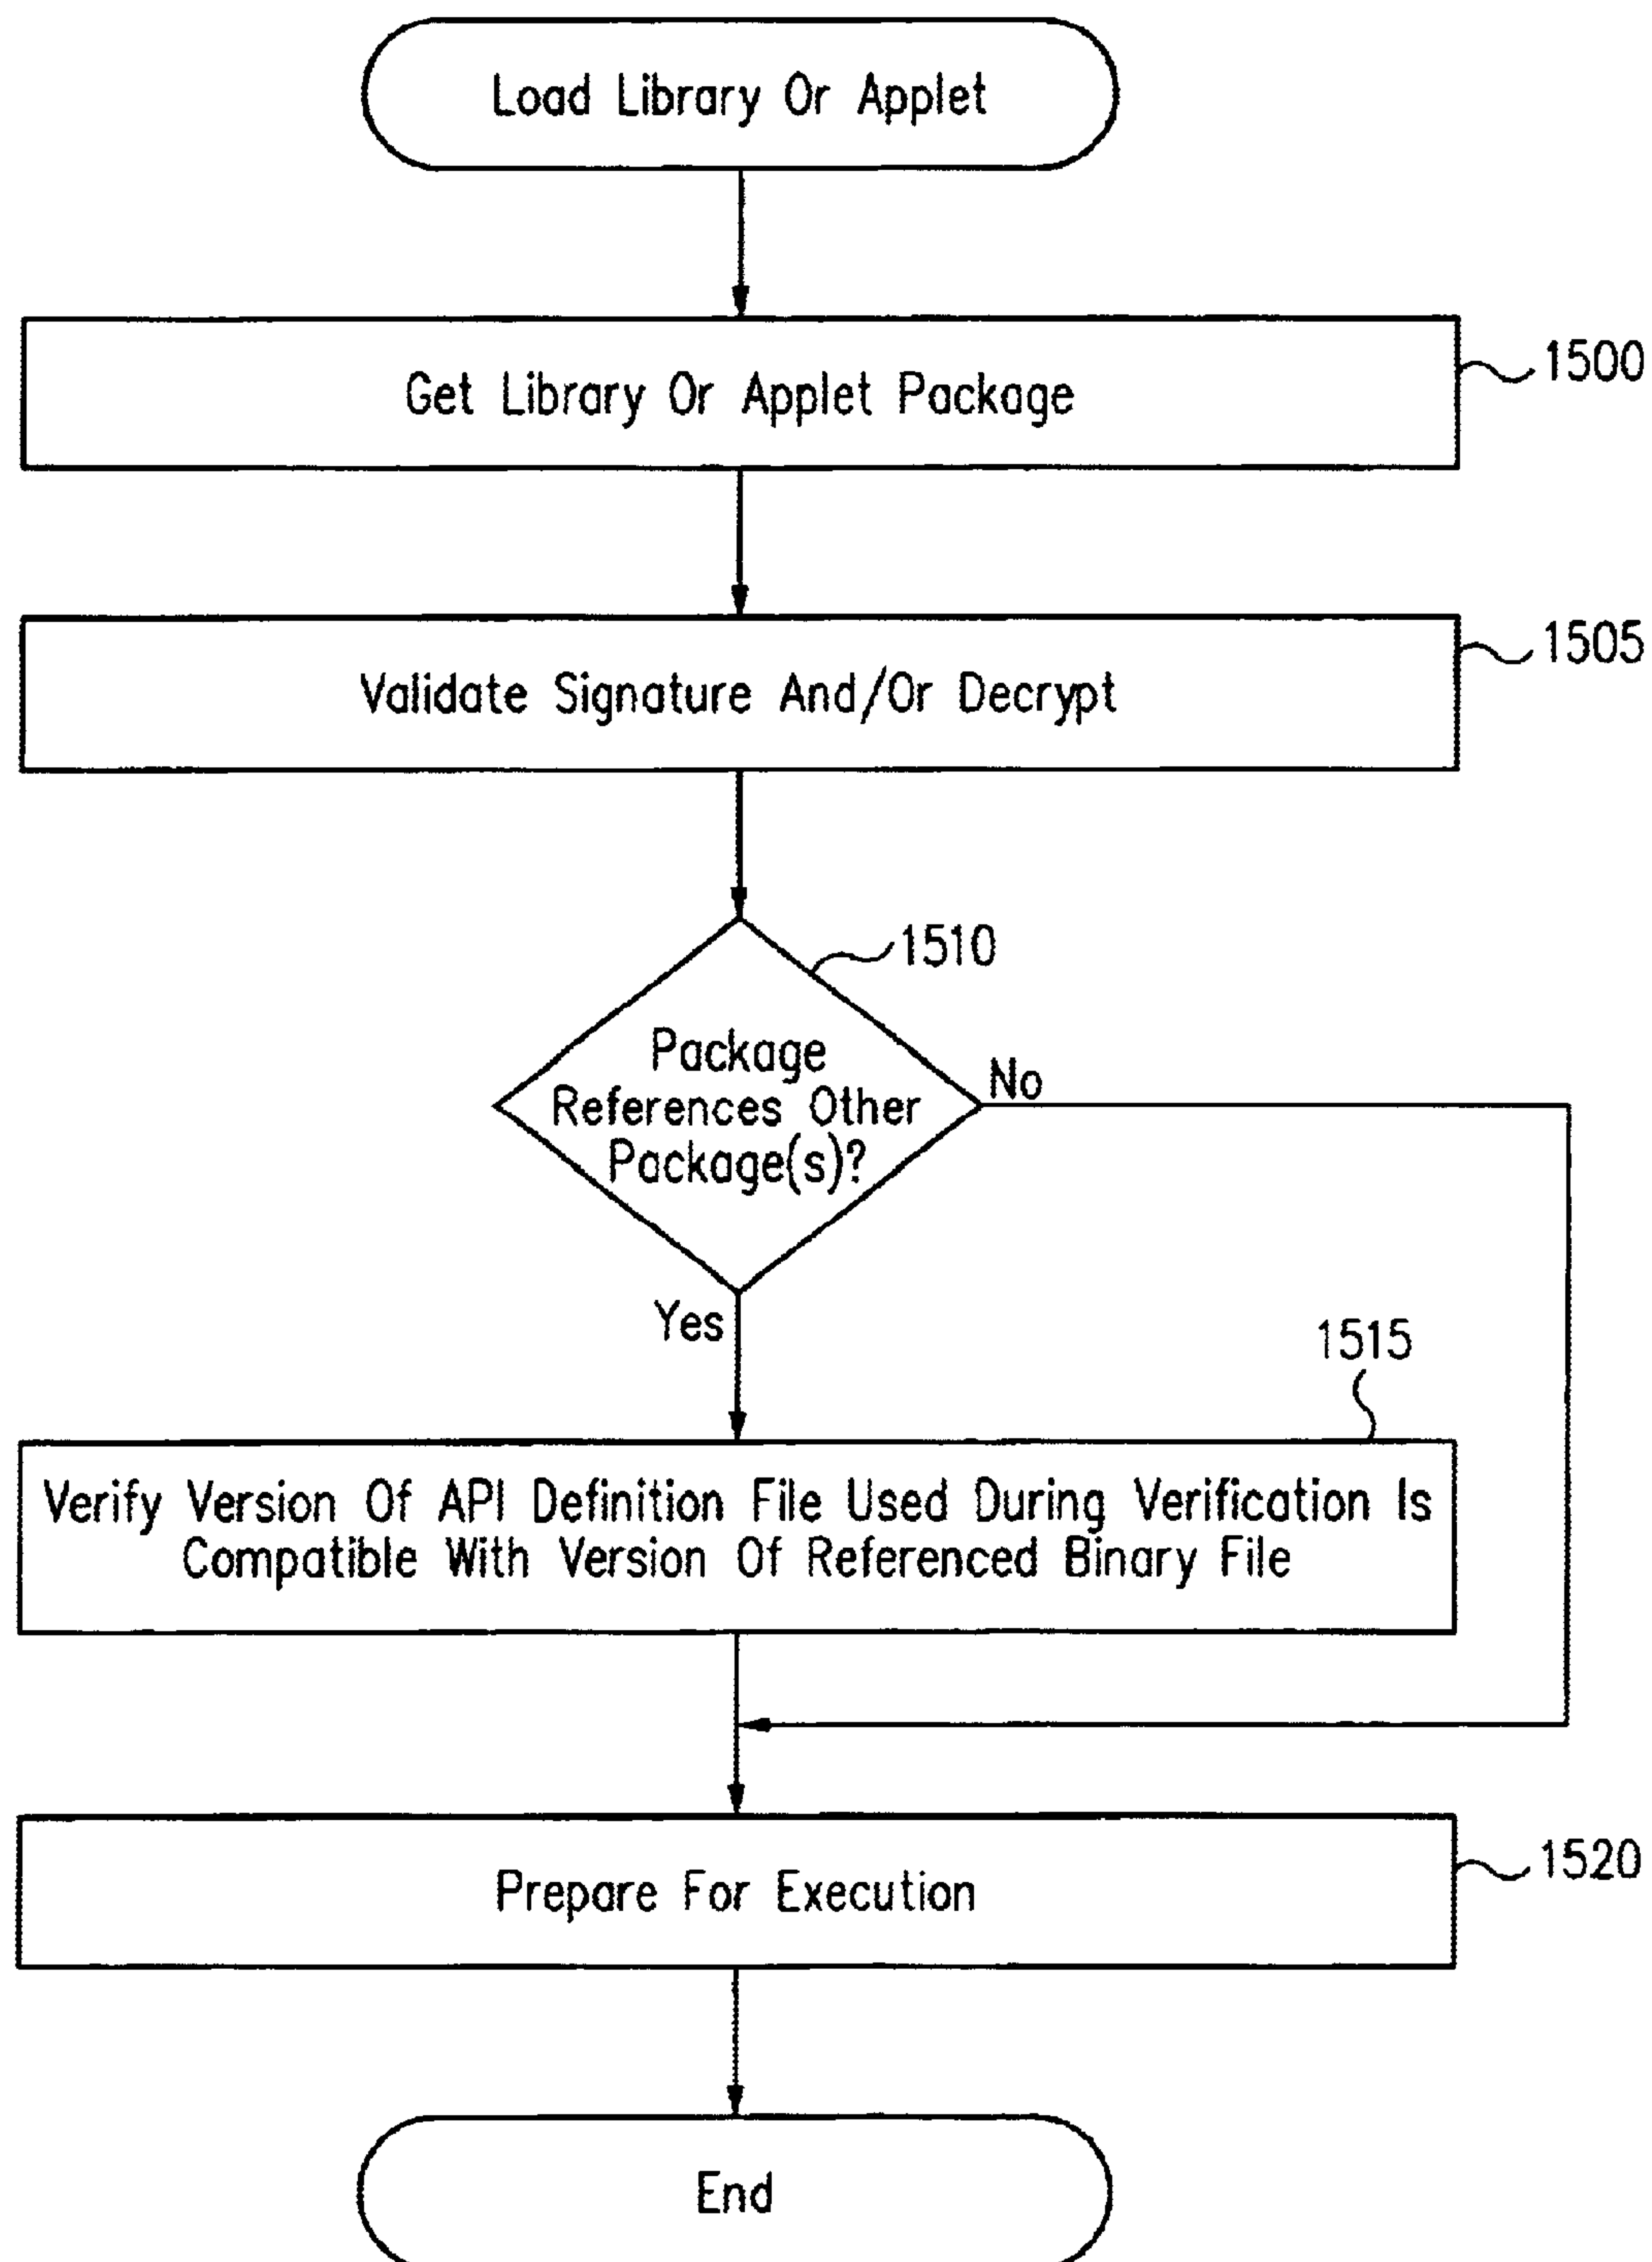 Load Library Or Applet
Get Library Or Applet Package
1500
Validate Signature And/Or Decrypt
1505
1510
Package
References Other
Package(s)?
No
Yes
1515
Verify Version Of API Definition File Used During Verification Is
Compatible With Version Of Referenced Binary File
Prepare For Execution
1520
End